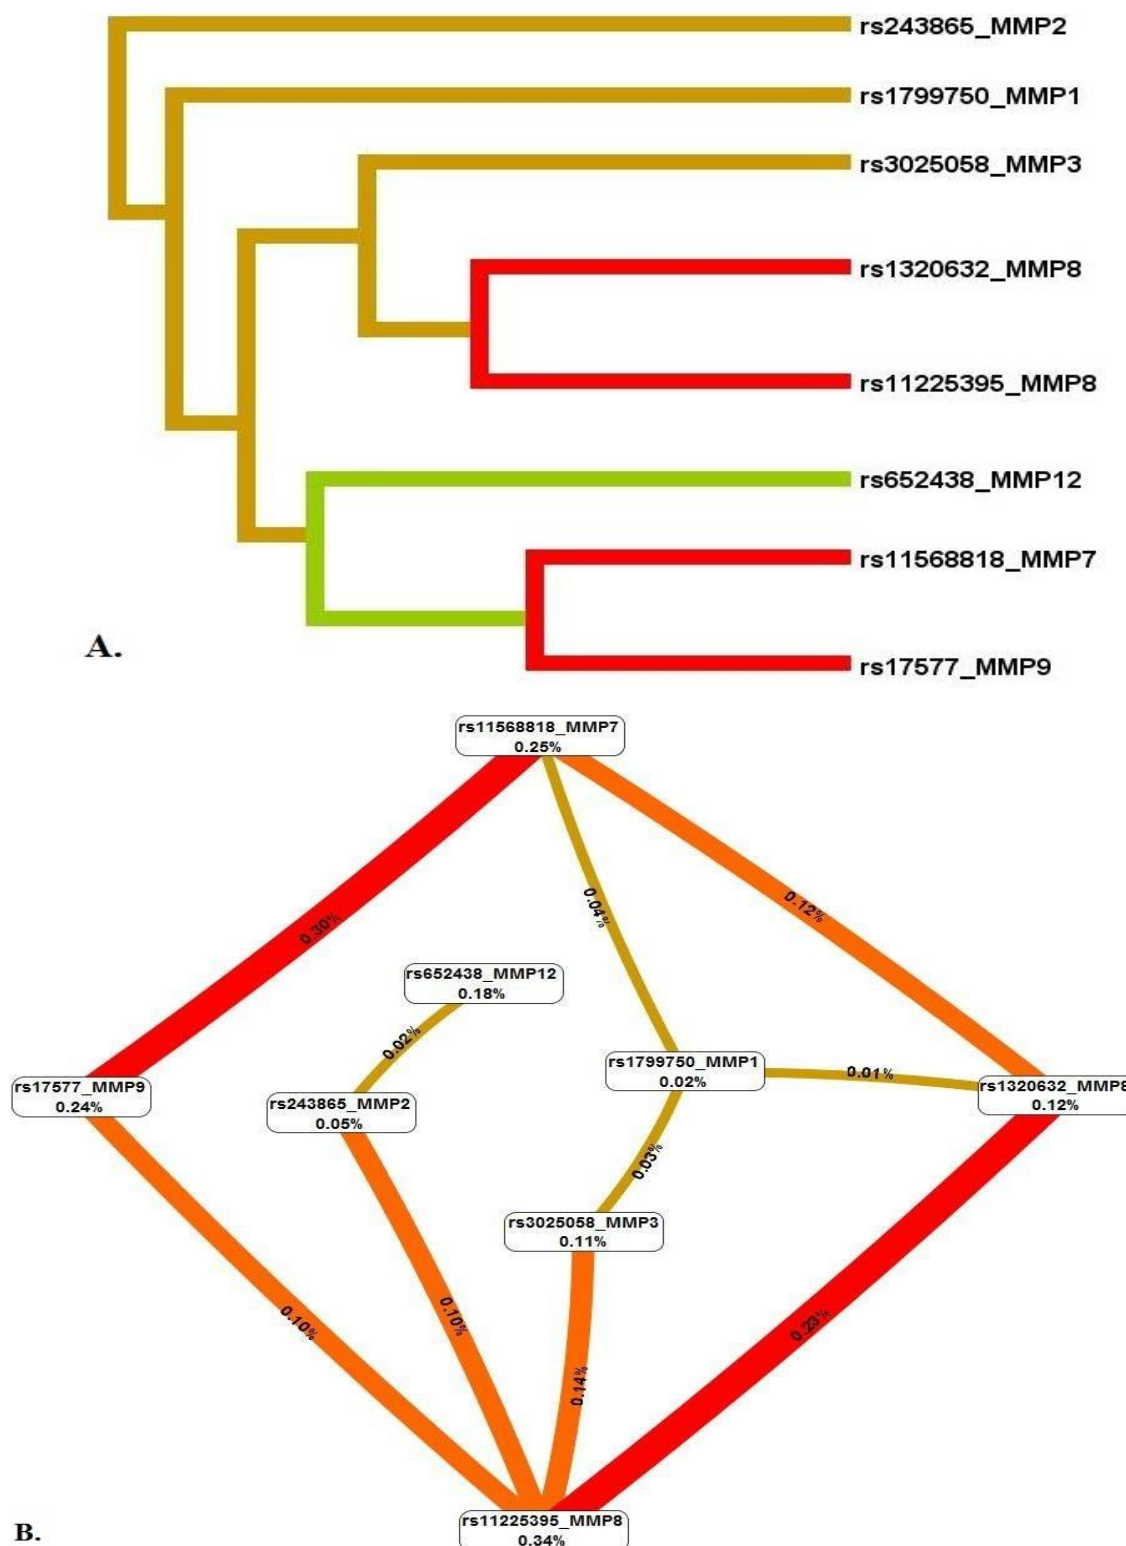 rs243865_MMP2
rs1799750_MMP1
rs3025058_MMP3
rs1320632_MMP8
rs11225395_MMP8
rs652438_MMP12
rs11568818_MMP7
A.
rs17577_MMP9
rs11568818_MMP7
0.25%
0.04%
0.12%
0.30%
rs652438_MMP12
0.18%
0.02%
rs1799750_MMP1
0.02%
0.01%
rs17577_MMP9
0.24%
rs1320632_MMP8
0.12%
rs243865_MMP2
0.05%
0.03%
rs3025058_MMP3
0.11%
0.10%
0.10%
0.14%
0.23%
rs11225395_MMP8
0.34%
B.